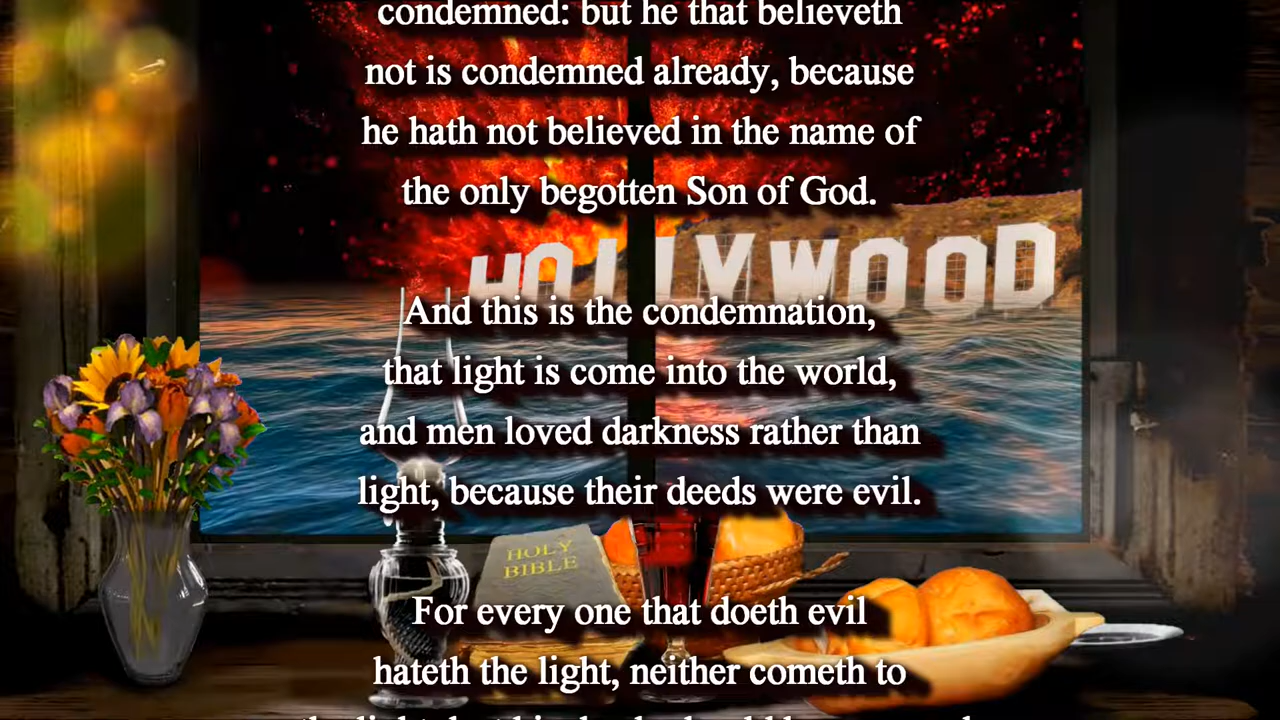 condemned: but he that believeth
not is condemned already, because
he hath not believed in the name of
the only begotten Son of God.
HOLLYWOOD
And this is the condemnation,
that light is come into the world,
and men loved darkness rather than
light, because their deeds were evil.
HOLY
BIBLE
For every one that doeth evil
hateth the light, neither cometh to